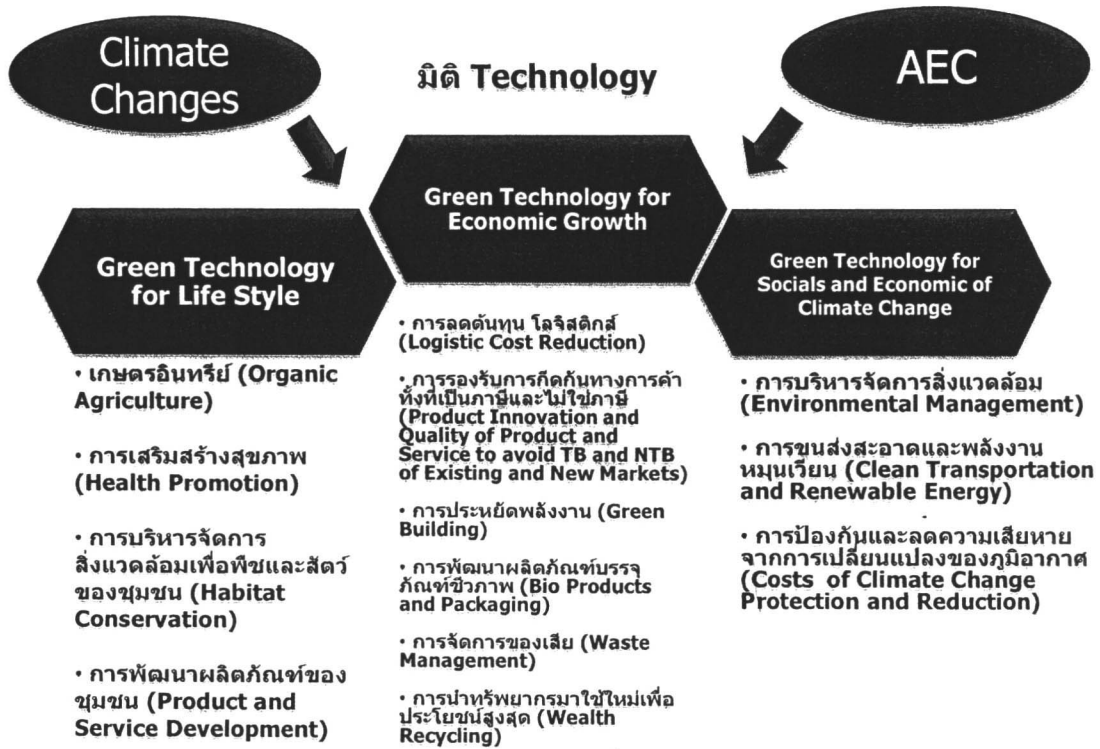 Climate
Changes
มิติ Technology
AEC
Green Technology
for Life Style
Green Technology for
Economic Growth
Green Technology for
Socials and Economic of
Climate Change
• เกษตรอินทรีย์ (Organic
Agriculture)
• การเสริมสร้างสุขภาพ
(Health Promotion)
• การบริหารจัดการ
สิ่งแวดล้อมเพื่อพืชและสัตว์
ของชุมชน (Habitat
Conservation)
• การพัฒนาผลิตภัณฑ์ของ
ชุมชน (Product and
Service Development)
• การลดต้นทุน โลจิสติกส์
(Logistic Cost Reduction)
• การรองรับการกีดกันทางการค้า
ทั้งที่เป็นภาษีและไม่ใช่ภาษี
(Product Innovation and
Quality of Product and
Service to avoid TB and NTB
of Existing and New Markets)
• การประหยัดพลังงาน (Green
Building)
• การพัฒนาผลิตภัณฑ์บรรจุ
ภัณฑ์ชีวภาพ (Bio Products
and Packaging)
• การจัดการของเสีย (Waste
Management)
• การนำทรัพยากรมาใช้ใหม่เพื่อ
ประโยชน์สูงสุด (Wealth
Recycling)
• การบริหารจัดการสิ่งแวดล้อม
(Environmental Management)
• การขนส่งสะอาดและพลังงาน
หมุนเวียน (Clean Transportation
and Renewable Energy)
• การป้องกันและลดความเสียหาย
จากการเปลี่ยนแปลงของภูมิอากาศ
(Costs of Climate Change
Protection and Reduction)